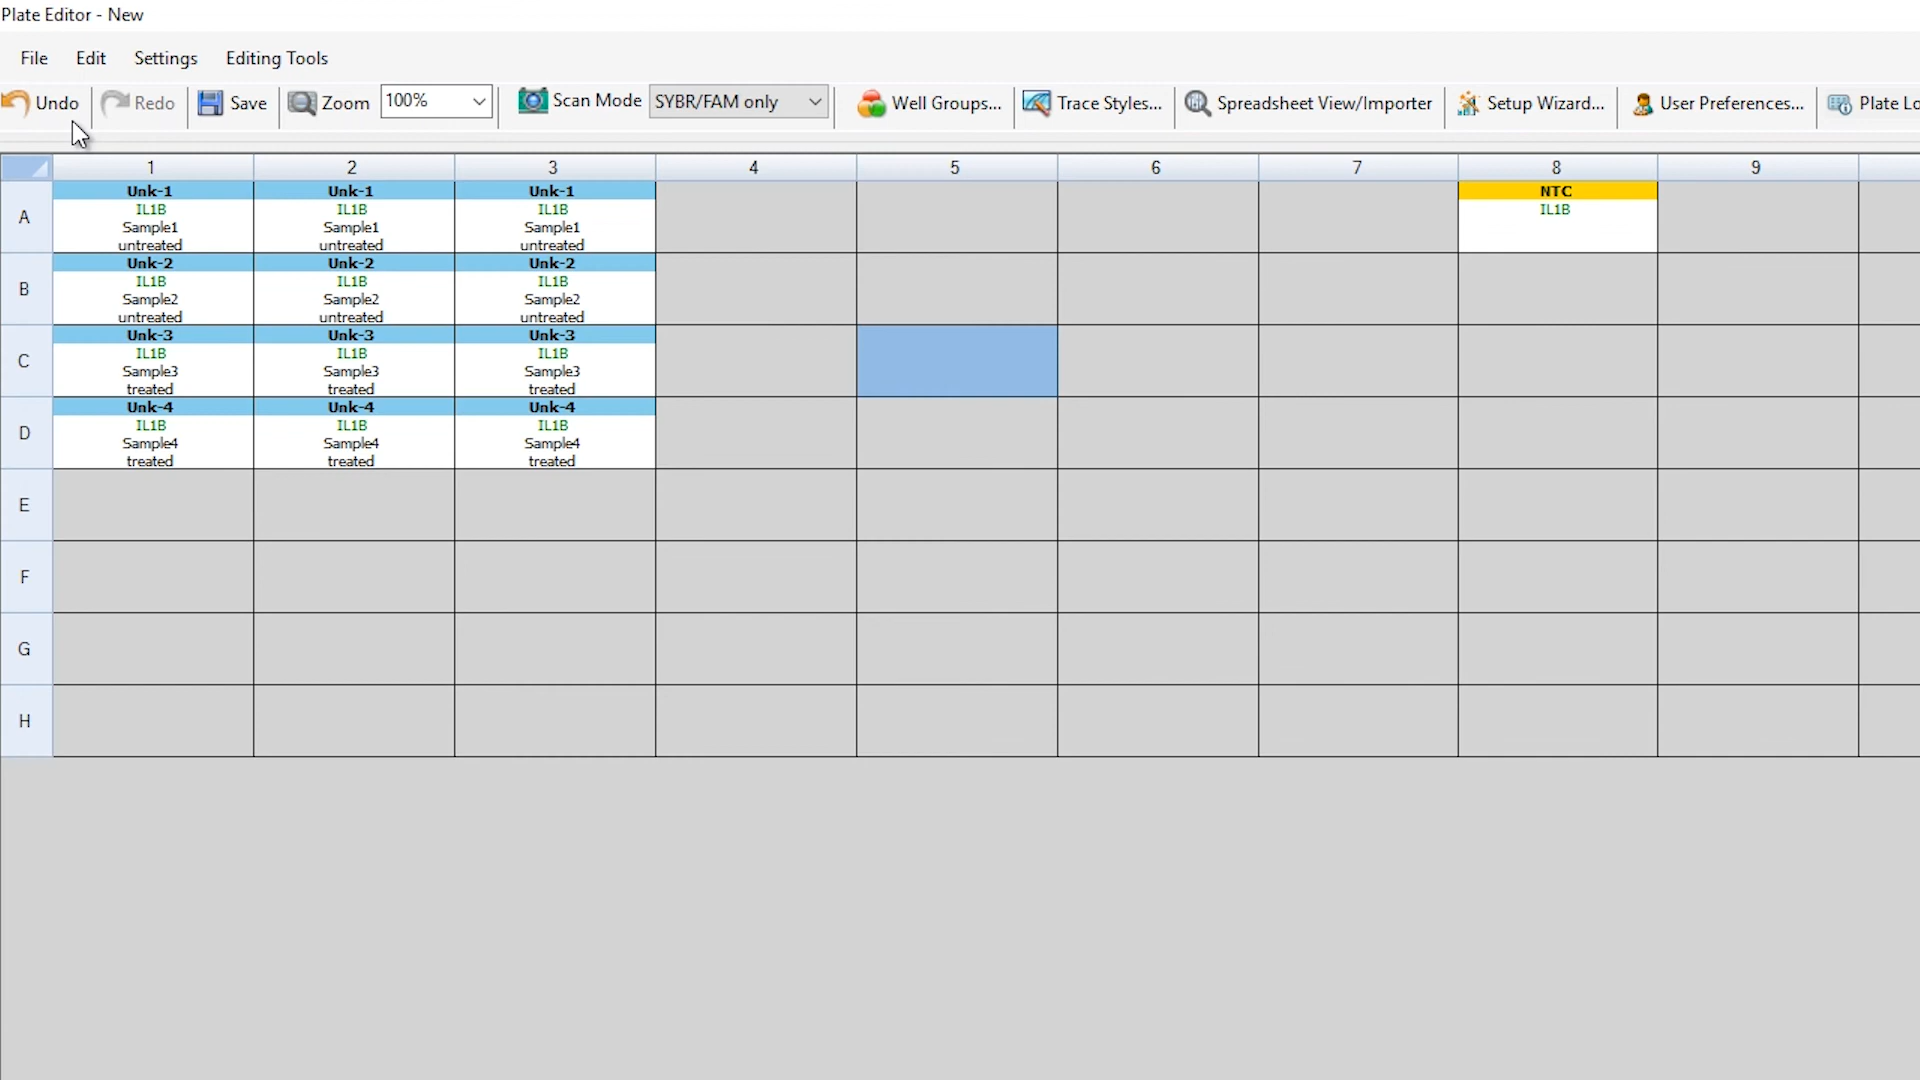 Plate Editor - New
File Edit Settings Editing Tools
Undo Redo Save Zoom 100% Scan Mode SYBR/FAM only Well Groups... Trace Styles... Spreadsheet View/Importer Setup Wizard... User Preferences... Plate Lo
1 2 3 4 5 6 7 8 9
Unk-1 Unk-1 Unk-1 NTC
IL1B IL1B IL1B IL1B
A
Sample1 Sample1 Sample1
untreated untreated untreated
Unk-2 Unk-2 Unk-2
IL1B IL1B IL1B
B
Sample2 Sample2 Sample2
untreated untreated untreated
Unk-3 Unk-3 Unk-3
IL1B IL1B IL1B
C
Sample3 Sample3 Sample3
treated treated treated
Unk-4 Unk-4 Unk-4
IL1B IL1B IL1B
D
Sample4 Sample4 Sample4
treated treated treated
E
F
G
H